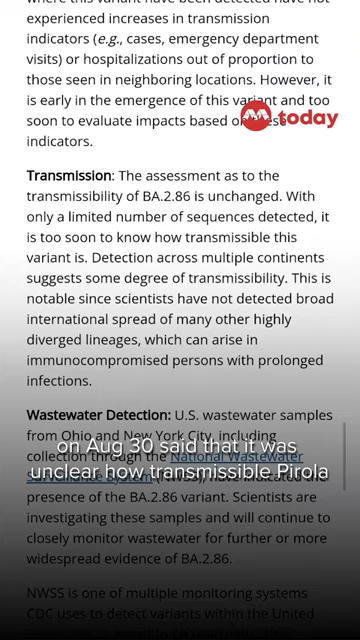 where this variant have been detected have not
experienced increases in transmission
indicators (e.g., cases, emergency department
visits) or hospitalizations out of proportion to
those seen in neighboring locations. However, it
is early in the emergence of this variant and too
soon to evaluate impacts based on these
indicators.
today
Transmission: The assessment as to the
transmissibility of BA.2.86 is unchanged. With
only a limited number of sequences detected, it
is too soon to know how transmissible this
variant is. Detection across multiple continents
suggests some degree of transmissibility. This is
notable since scientists have not detected broad
international spread of many other highly
diverged lineages, which can arise in
immunocompromised persons with prolonged
infections.
Wastewater Detection: U.S. wastewater samples
from Ohio and New York City, including
collection through the National Wastewater
Surveillance System (NWSS), have indicated the
presence of the BA.2.86 variant. Scientists are
investigating these samples and will continue to
closely monitor wastewater for further or more
widespread evidence of BA.2.86.
on Aug 30 said that it was
unclear how transmissible Pirola
NWSS is one of multiple monitoring systems
CDC uses to detect variants within the United